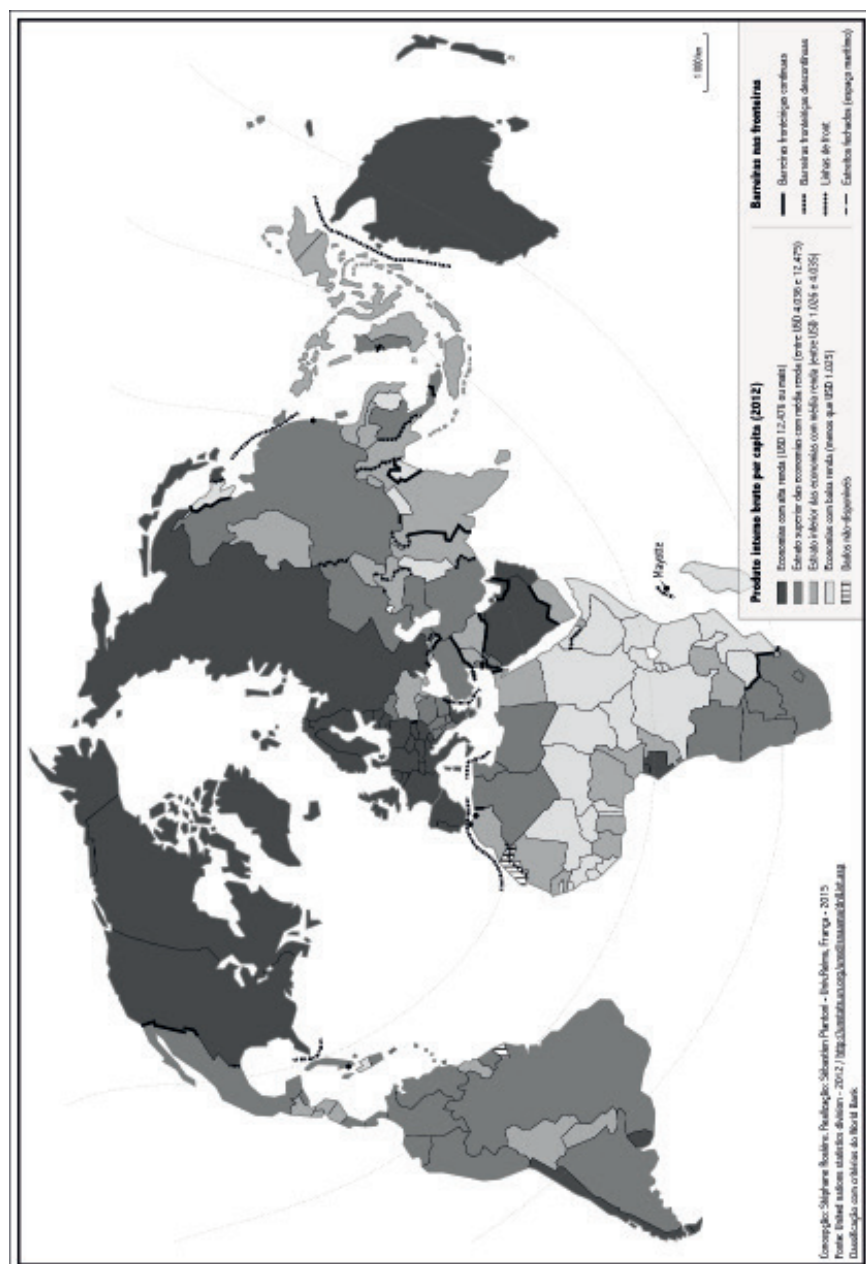 1 000 km
Mayotte
Produto interno bruto per capita (2012)
Economias com alta renda (USD 12.476 ou mais)
Estrato superior das economias com média renda (entre USD 4.036 e 12.475)
Estrato inferior das economias com média renda (entre USD 1.026 e 4.035)
Economias com baixa renda (menos que USD 1.025)
Dados não-disponíveis
Barreiras nas fronteiras
Barreiras fronteiriças contínuas
Barreiras fronteiriças descontínuas
Linhas de front
Estreitos fechados (espaço marítimo)
Concepção: Stéphane Rosière. Realização: Sébastien Piantoni - Univ.Reims, França - 2015
Fonte: United nations statistics division - 2012 /
Classificação com critérios do World Bank